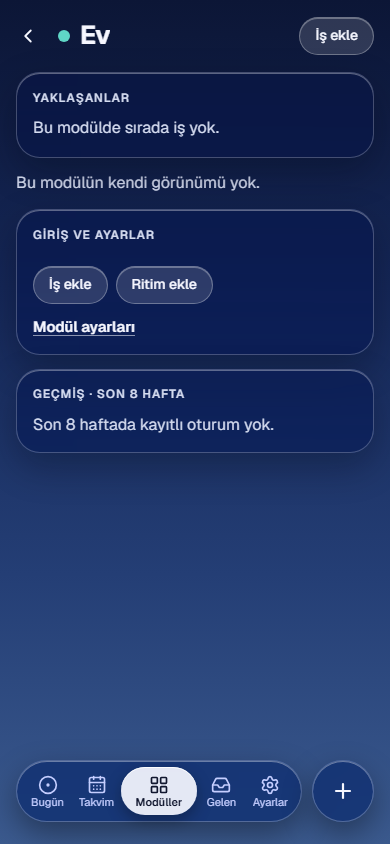 Ev
İş ekle
YAKLAŞANLAR
Bu modülde sırada iş yok.
Bu modülün kendi görünümü yok.
GİRİŞ VE AYARLAR
İş ekle
Ritim ekle
Modül ayarları
GEÇMİŞ · SON 8 HAFTA
Son 8 haftada kayıtlı oturum yok.
Bugün
Takvim
Modüller
Gelen
Ayarlar